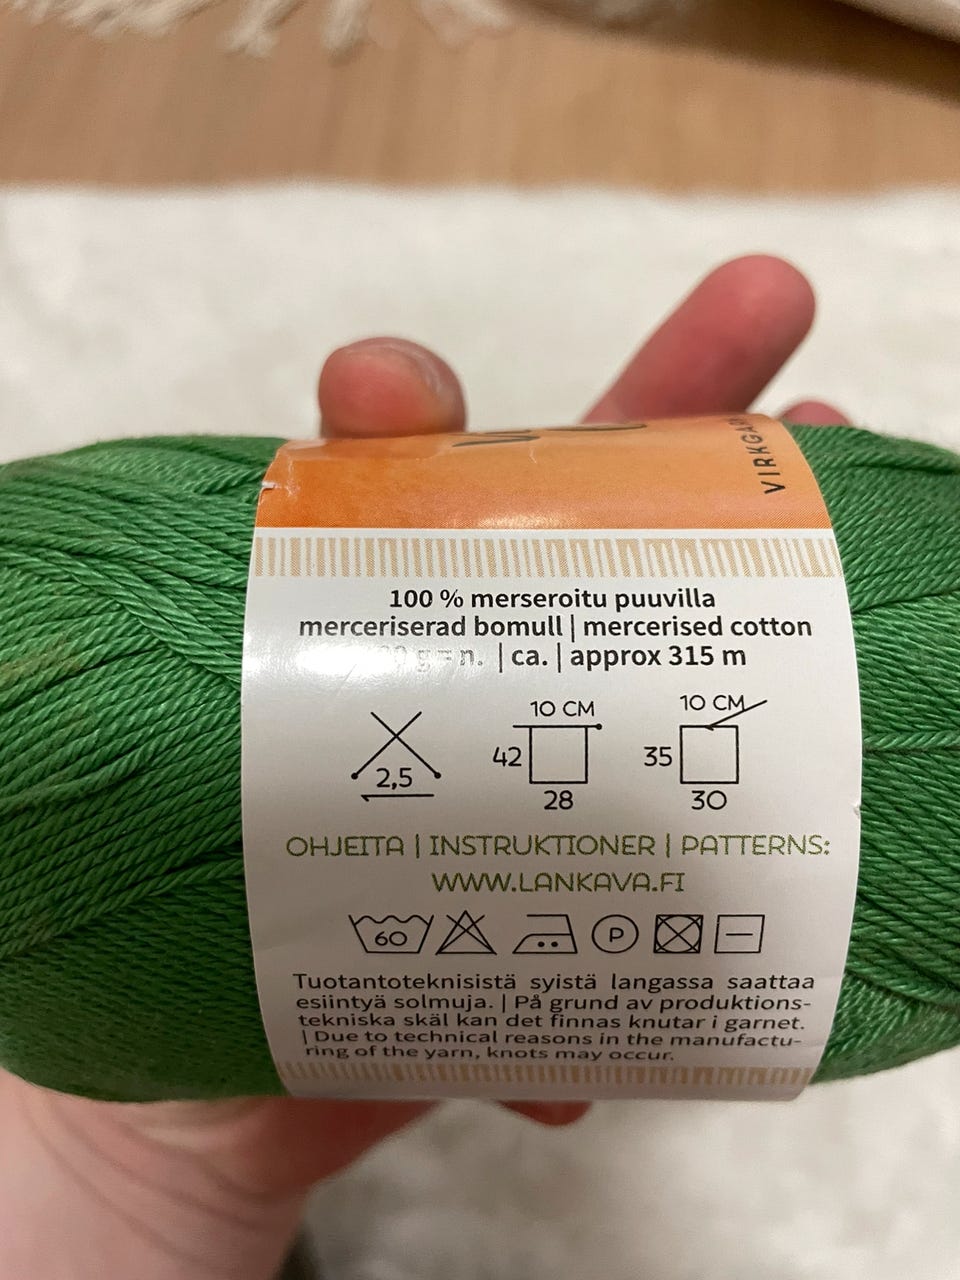 VIRKGAR
100 % merseroitu puuvilla
merceriserad bomull | mercerised cotton
g = n. | ca. | approx 315 m
10 CM
10 CM
2,5
42
28
35
30
OHJEITA | INSTRUKTIONER | PATTERNS:
WWW.LANKAVA.FI
60
P
Tuotantoteknisistä syistä langassa saattaa
esiintyä solmuja. | På grund av produktions-
tekniska skäl kan det finnas knutar i garnet.
| Due to technical reasons in the manufactu-
ring of the yarn, knots may occur.